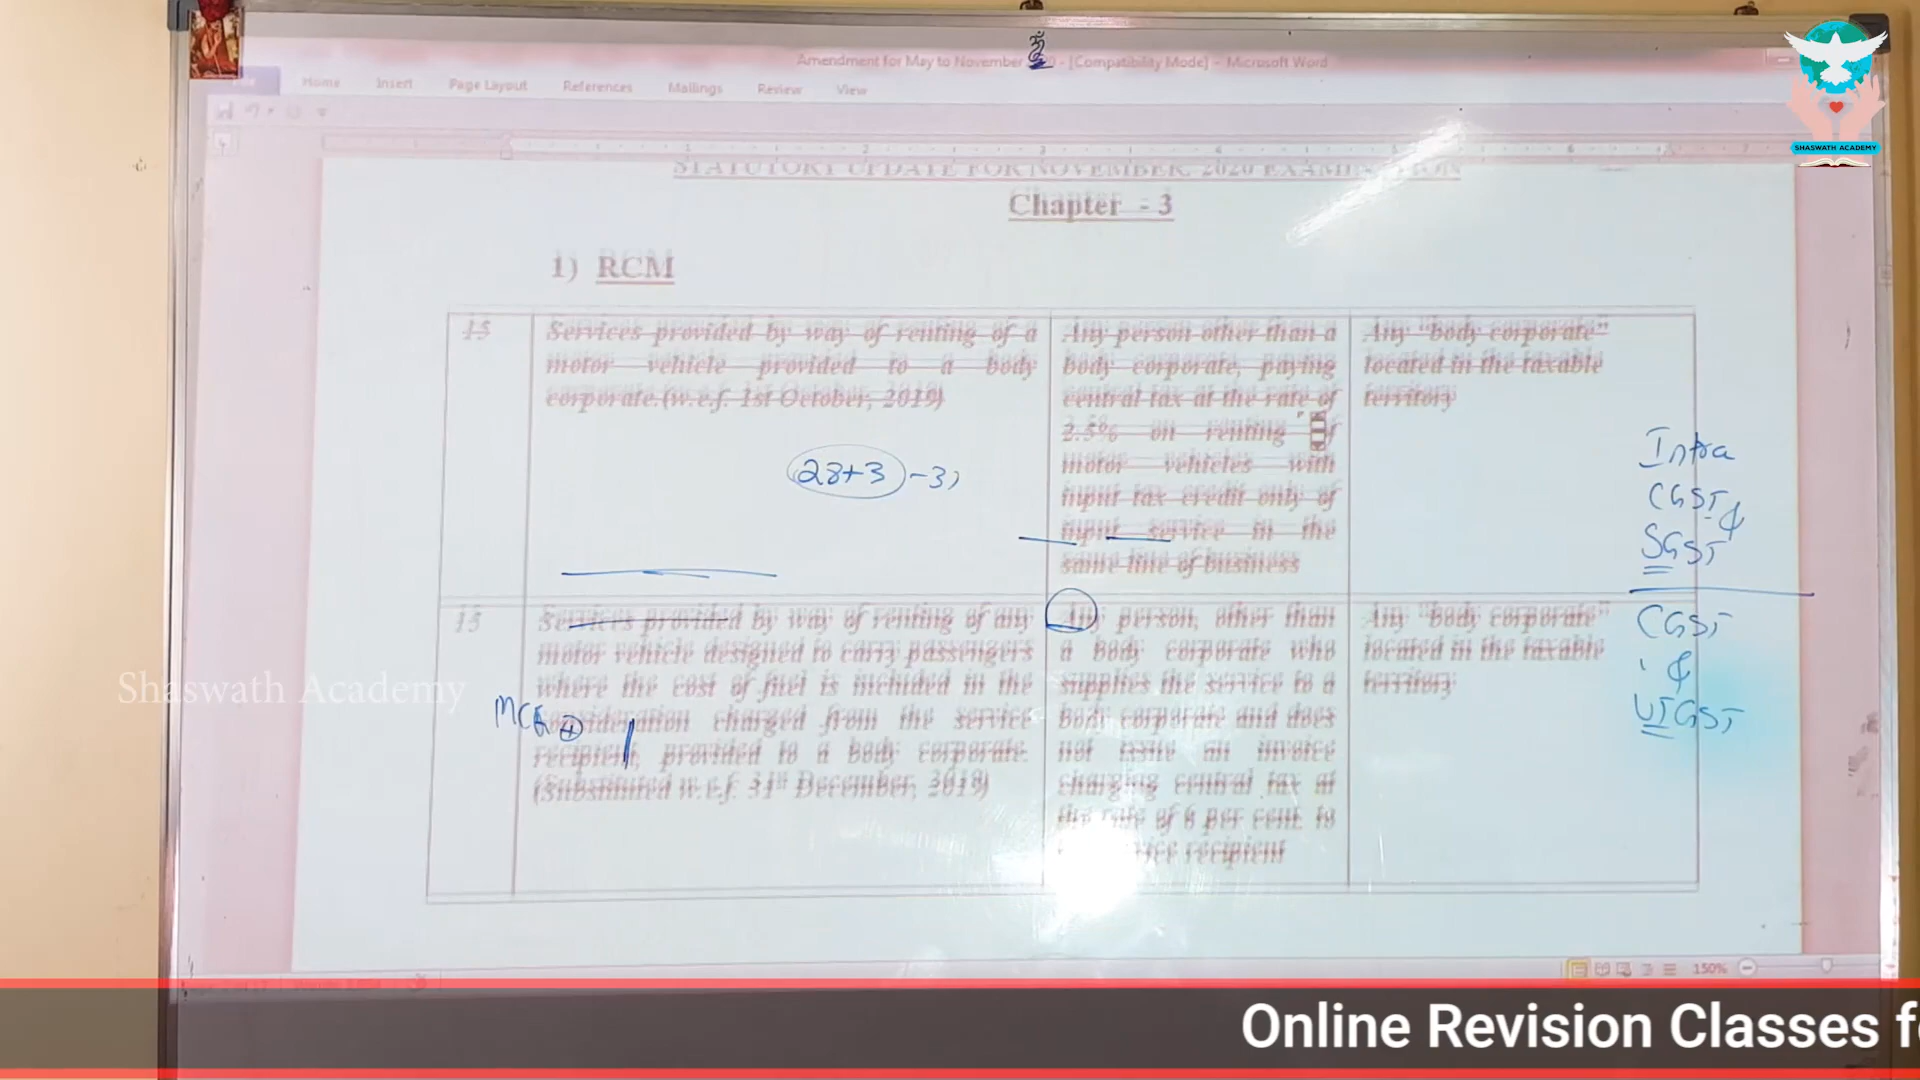 Amendment for May to November - [Compatibility Mode] - Microsoft Word
Home Insert Page Layout References Mailings Review View
STATUTORY UPDATE FOR NOVEMBER, 2020 EXAMINATION
Chapter - 3
1) RCM
15
Services provided by way of renting of a
motor vehicle provided to a body
corporate.(w.e.f. 1st October, 2019)
Any person other than a
body corporate, paying
central tax at the rate of
2.5% on renting of
motor vehicles with
input tax credit only of
input service in the
same line of business
Any "body corporate"
located in the taxable
territory
28+3
15
Services provided by way of renting of any
motor vehicle designed to carry passengers
where the cost of fuel is included in the
consideration charged from the service
recipient, provided to a body corporate.
(Substituted w.e.f. 31st December, 2019)
Any person, other than
a body corporate who
supplies the service to a
body corporate and does
not issue an invoice
charging central tax at
the rate of 6 per cent. to
recipient
Any "body corporate"
located in the taxable
territory
Intra
CGST
&
SGST
CGST
&
UTGST
150%
SHASWATH ACADEMY
Shaswath Academy
Online Revision Classes